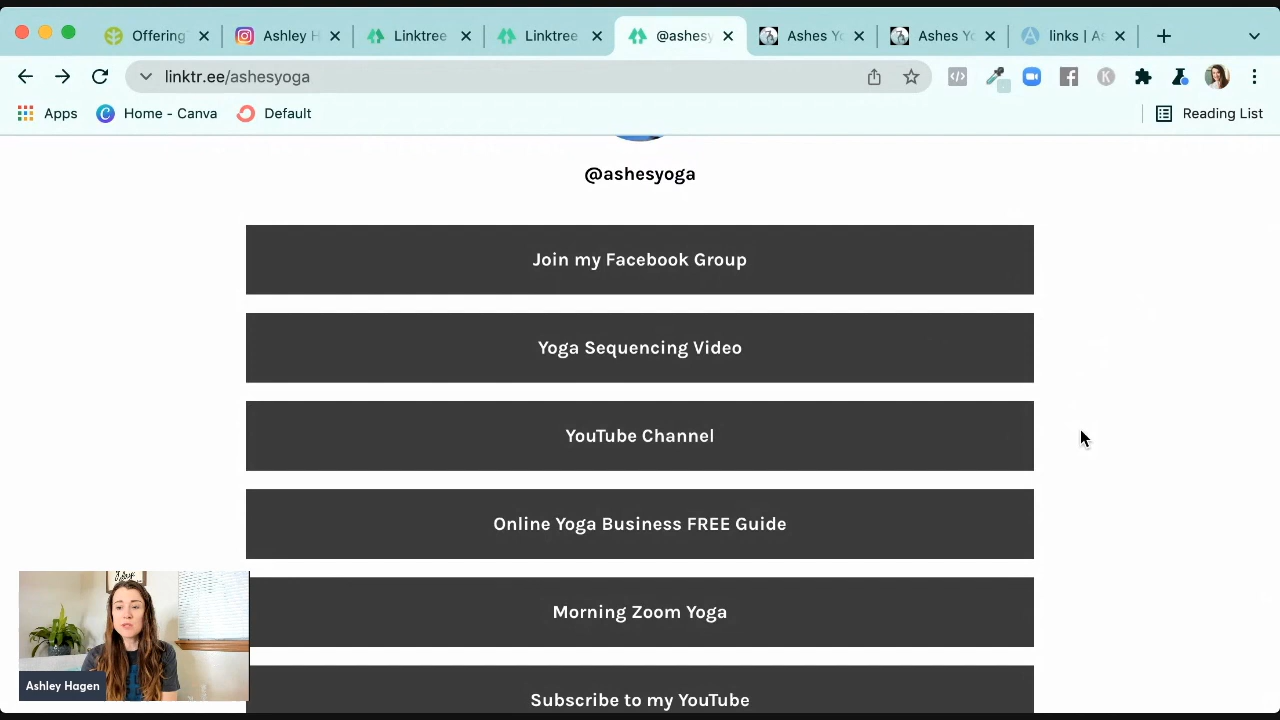 Offering
Ashley H
Linktree
Linktree
@ashesy
Ashes Yo
Ashes Yo
links | As
linktr.ee/ashesyoga
Apps
Home - Canva
Default
Reading List
@ashesyoga
Join my Facebook Group
Yoga Sequencing Video
YouTube Channel
Online Yoga Business FREE Guide
Morning Zoom Yoga
Subscribe to my YouTube
Ashley Hagen